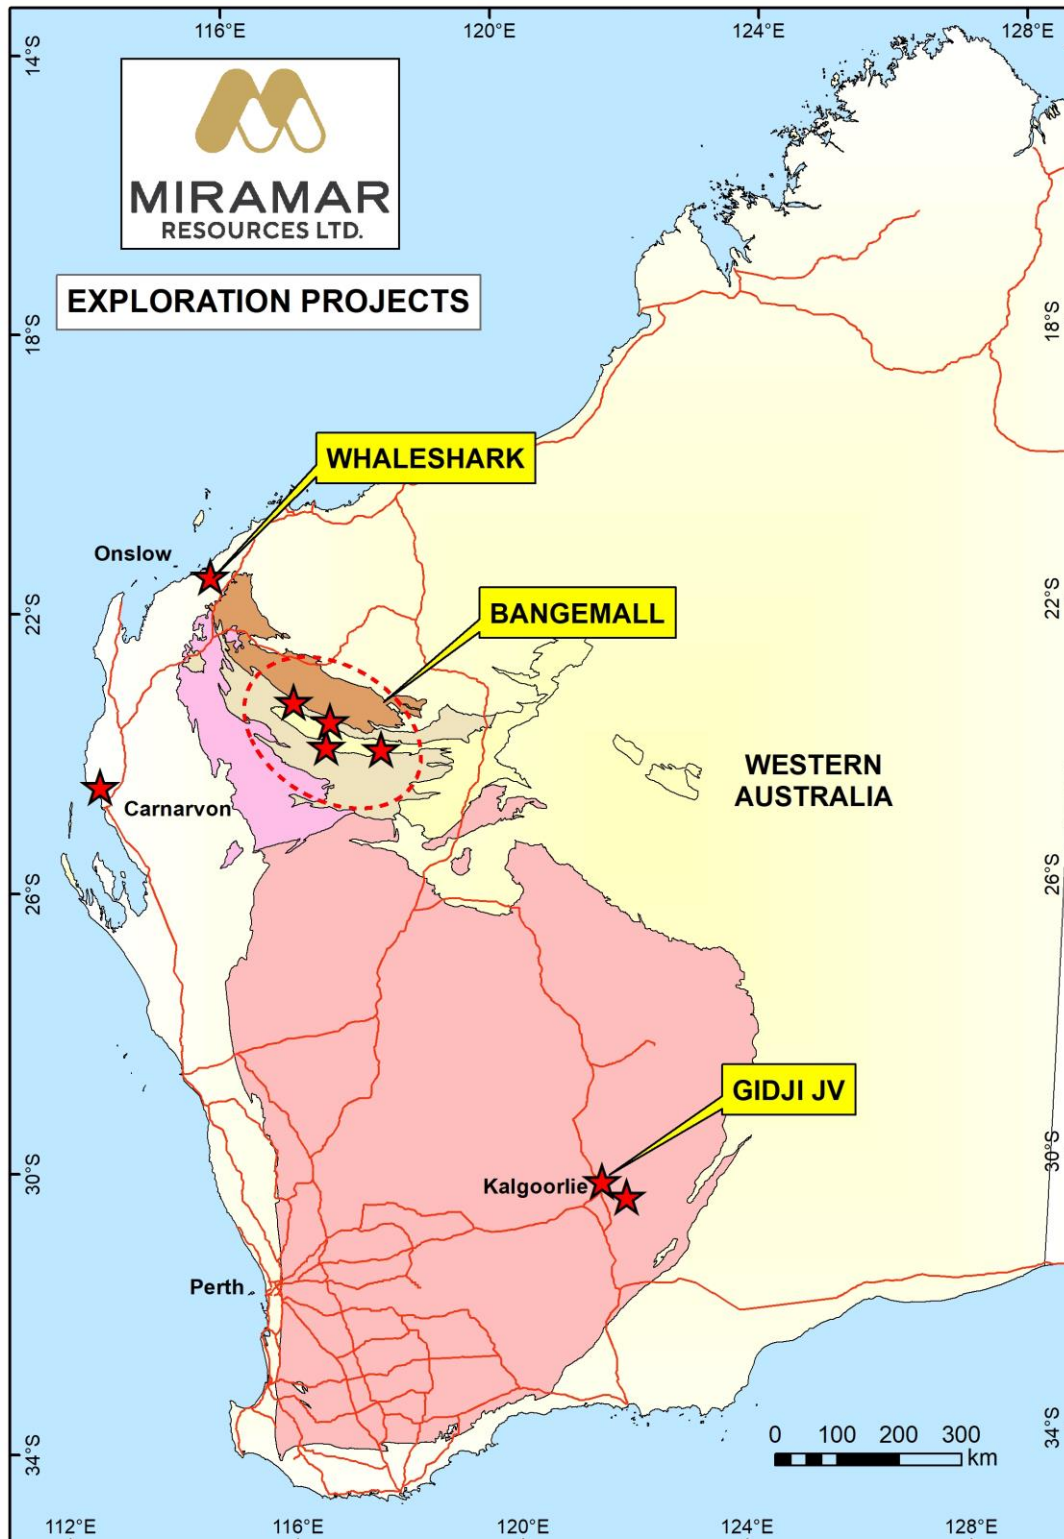 116°E
120°E
124°E
128°E
14°S
MIRAMAR
RESOURCES LTD.
EXPLORATION PROJECTS
18°S
18°S
WHALESHARK
Onslow
22°S
22°S
BANGEMALL
WESTERN
AUSTRALIA
Carnarvon
26°S
26°S
GIDJI JV
30°S
30°S
Kalgoorlie
Perth
34°S
34°S
0 100 200 300
km
112°E
116°E
120°E
124°E
128°E